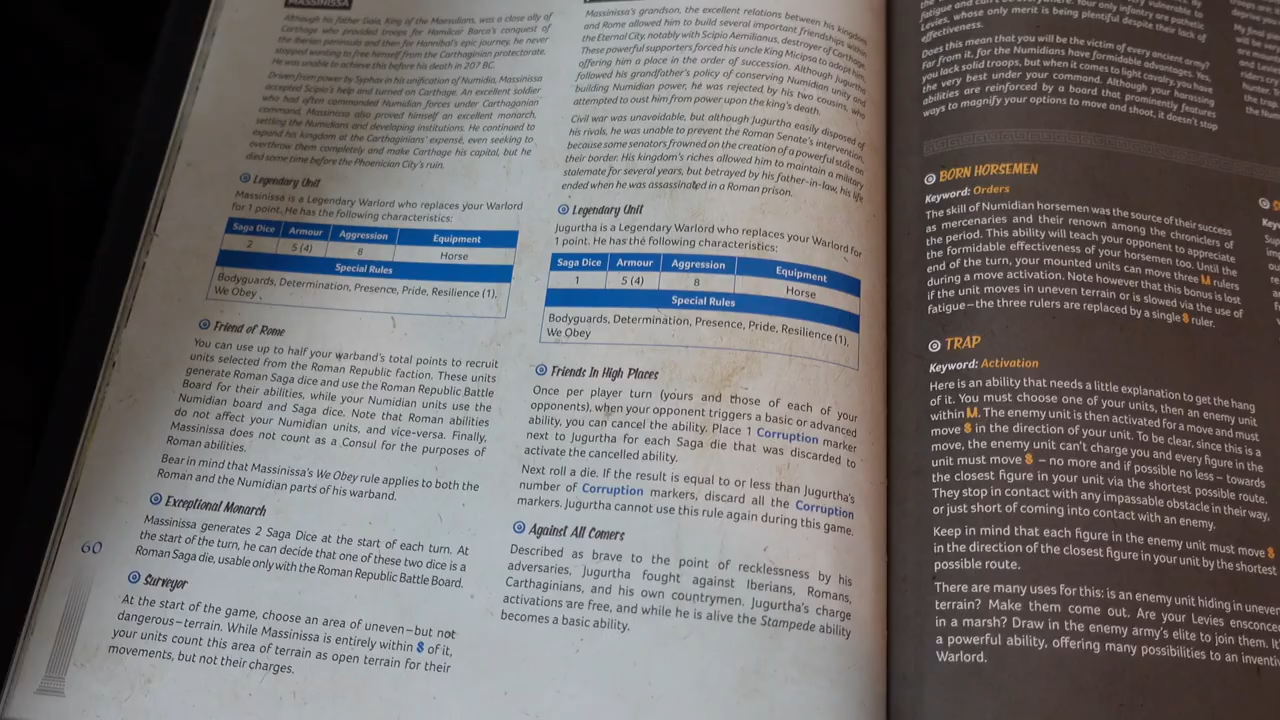 MASSINISSA
Although his father Gaia, King of the Maesulians, was a close ally of
Carthage who provided troops for Hamilcar Barca's conquest of
the Iberian peninsula and then for Hannibal's epic journey, he never
stopped wanting to free himself from the Carthaginian protectorate.
He was unable to achieve this before his death in 207 BC.
Driven from power by Syphax in his unification of Numidia, Massinissa
accepted Scipio's help and turned on Carthage. An excellent soldier
who had often commanded Numidian forces under Carthaginian
command, Massinissa also proved himself an excellent monarch,
settling the Numidians and developing institutions. He continued to
expand his kingdom at the Carthaginians' expense, even seeking to
overthrow them completely and make Carthage his capital, but he
died some time before the Phoenician City's ruin.
Legendary Unit
Massinissa is a Legendary Warlord who replaces your Warlord
for 1 point. He has the following characteristics:
Saga Dice Armour Aggression Equipment
2 5 (4) 8 Horse
Special Rules
Bodyguards, Determination, Presence, Pride, Resilience (1),
We Obey
Friend of Rome
You can use up to half your warband's total points to recruit
units selected from the Roman Republic faction. These units
generate Roman Saga dice and use the Roman Republic Battle
Board for their abilities, while your Numidian units use the
Numidian board and Saga dice. Note that Roman abilities
do not affect your Numidian units, and vice-versa. Finally,
Massinissa does not count as a Consul for the purposes of
Roman abilities.
Bear in mind that Massinissa's We Obey rule applies to both the
Roman and the Numidian parts of his warband.
Exceptional Monarch
Massinissa generates 2 Saga Dice at the start of each turn. At
the start of the turn, he can decide that one of these two dice is a
Roman Saga die, usable only with the Roman Republic Battle Board.
Surveyor
At the start of the game, choose an area of uneven–but not
dangerous–terrain. While Massinissa is entirely within S of it,
your units count this area of terrain as open terrain for their
movements, but not their charges.
60
Massinissa's grandson, the excellent relations between his kingdom
and Rome allowed him to build several important friendships within
the Eternal City, notably with Scipio Aemilianus, destroyer of Carthage.
These powerful supporters forced his uncle King Micipsa to adopt him,
offering him a place in the order of succession. Although Jugurtha
followed his grandfather's policy of conserving Numidian unity and
building Numidian power, he was rejected by his two cousins, who
attempted to oust him from power upon the king's death.
Civil war was unavoidable, but although Jugurtha easily disposed of
his rivals, he was unable to prevent the Roman Senate's intervention,
because some senators frowned on the creation of a powerful state on
their border. His kingdom's riches allowed him to maintain a military
stalemate for several years, but betrayed by his father-in-law, his life
ended when he was assassinated in a Roman prison.
Legendary Unit
Jugurtha is a Legendary Warlord who replaces your Warlord for
1 point. He has the following characteristics:
Saga Dice Armour Aggression Equipment
1 5 (4) 8 Horse
Special Rules
Bodyguards, Determination, Presence, Pride, Resilience (1),
We Obey
Friends In High Places
Once per player turn (yours and those of each of your
opponents), when your opponent triggers a basic or advanced
ability, you can cancel the ability. Place 1 Corruption marker
next to Jugurtha for each Saga die that was discarded to
activate the cancelled ability.
Next roll a die. If the result is equal to or less than Jugurtha's
number of Corruption markers, discard all the Corruption
markers. Jugurtha cannot use this rule again during this game.
Against All Comers
Described as brave to the point of recklessness by his
adversaries, Jugurtha fought against Iberians, Romans,
Carthaginians, and his own countrymen. Jugurtha's charge
activations are free, and while he is alive the Stampede ability
becomes a basic ability.
Your only infantry are pathetic
Levies, whose only merit is being plentiful despite their lack of
effectiveness.
Does this mean that you will be the victim of every ancient army?
Far from it, for the Numidians have formidable advantages. Yes,
you lack solid troops, but when it comes to light cavalry, you have
the very best under your command. Although your harassing
abilities are reinforced by a board that prominently features
ways to magnify your options to move and shoot, it doesn't stop
BORN HORSEMEN
Keyword: Orders
The skill of Numidian horsemen was the source of their success
as mercenaries and their renown among the chroniclers of
the period. This ability will teach your opponent to appreciate
the formidable effectiveness of your horsemen too. Until the
end of the turn, your mounted units can move three M rulers
during a move activation. Note however that this bonus is lost
if the unit moves in uneven terrain or is slowed via the use of
fatigue–the three rulers are replaced by a single S ruler.
TRAP
Keyword: Activation
Here is an ability that needs a little explanation to get the hang
of it. You must choose one of your units, then an enemy unit
within M. The enemy unit is then activated for a move and must
move S in the direction of your unit. To be clear, since this is a
move, the enemy unit can't charge you and every figure in the
unit must move S – no more and if possible no less – towards
the closest figure in your unit via the shortest possible route.
They stop in contact with any impassable obstacle in their way,
or just short of coming into contact with an enemy.
Keep in mind that each figure in the enemy unit must move S
in the direction of the closest figure in your unit by the shortest
possible route.
There are many uses for this: is an enemy unit hiding in uneven
terrain? Make them come out. Are your Levies ensconced
in a marsh? Draw in the enemy army's elite to join them. It's
a powerful ability, offering many possibilities to an inventive
Warlord.